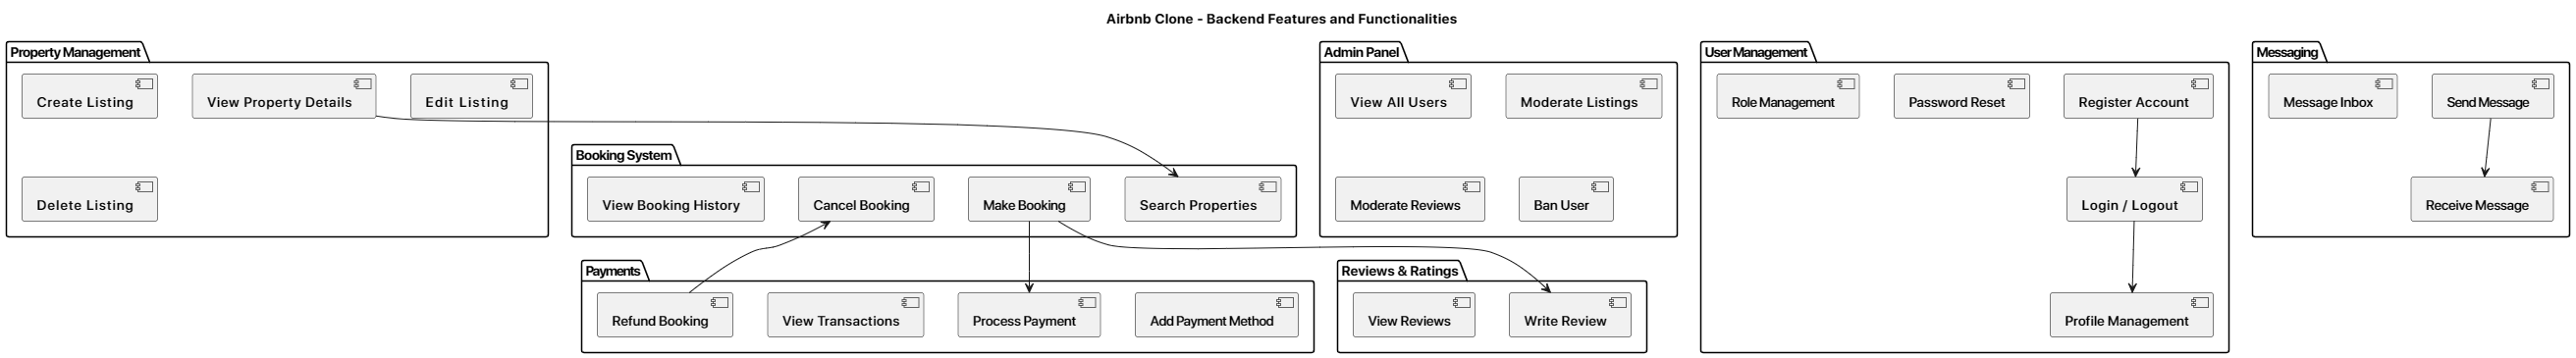 Airbnb Clone - Backend Features and Functionalities
Property Management
Create Listing
View Property Details
Edit Listing
Delete Listing
Booking System
View Booking History
Cancel Booking
Make Booking
Search Properties
Payments
Refund Booking
View Transactions
Process Payment
Add Payment Method
Admin Panel
View All Users
Moderate Listings
Moderate Reviews
Ban User
Reviews & Ratings
View Reviews
Write Review
User Management
Role Management
Password Reset
Register Account
Login / Logout
Profile Management
Messaging
Message Inbox
Send Message
Receive Message